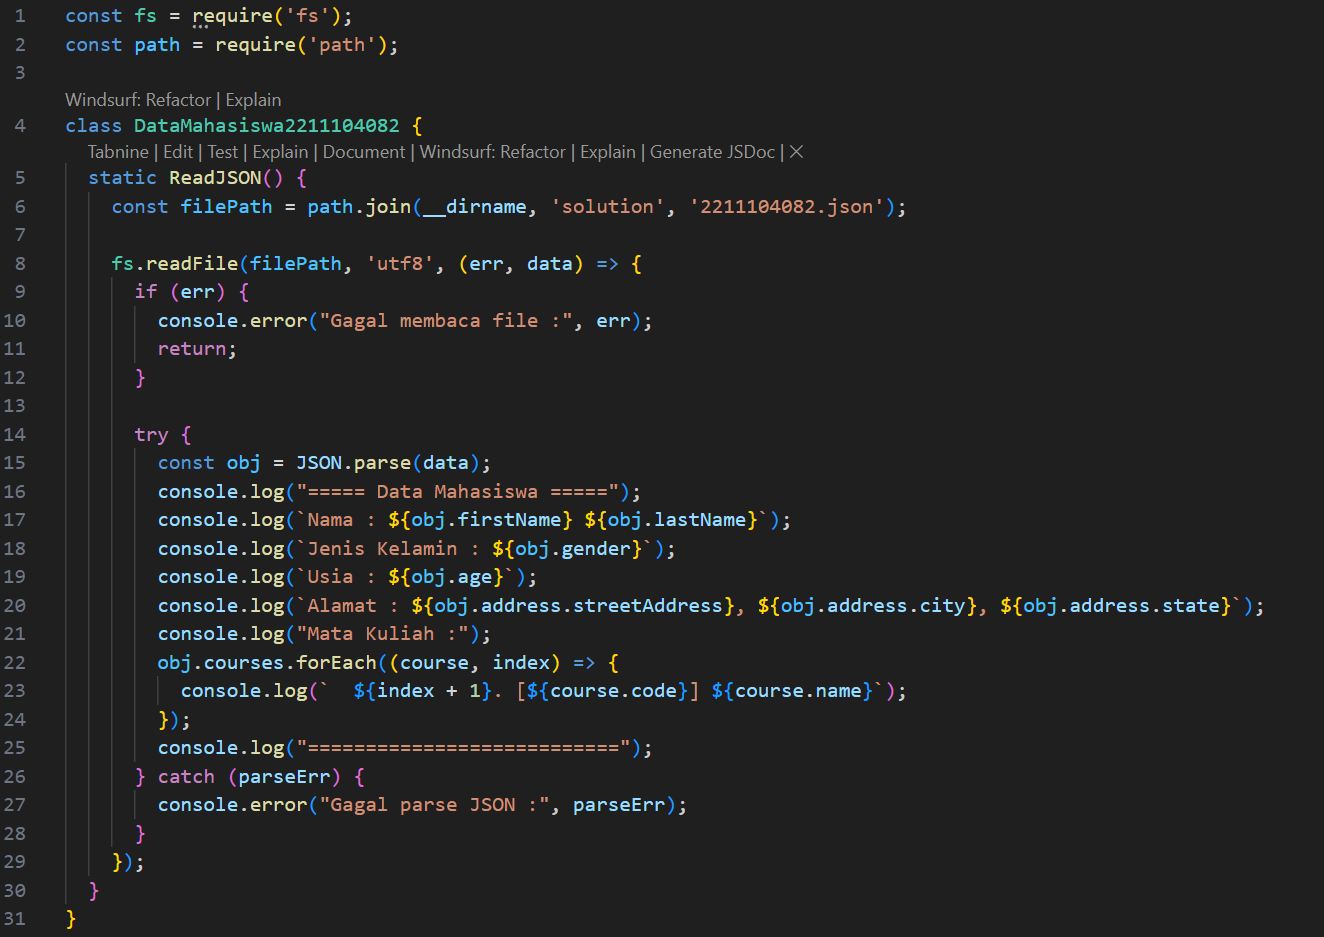 1 const fs = require('fs');
2 const path = require('path');
3
Windsurf: Refactor | Explain
4 class DataMahasiswa2211104082 {
Tabnine | Edit | Test | Explain | Document | Windsurf: Refactor | Explain | Generate JSDoc | ×
5   static ReadJSON() {
6     const filePath = path.join(__dirname, 'solution', '2211104082.json');
7
8     fs.readFile(filePath, 'utf8', (err, data) => {
9       if (err) {
10         console.error("Gagal membaca file :", err);
11         return;
12       }
13
14       try {
15         const obj = JSON.parse(data);
16         console.log("===== Data Mahasiswa =====");
17         console.log(`Nama : ${obj.firstName} ${obj.lastName}`);
18         console.log(`Jenis Kelamin : ${obj.gender}`);
19         console.log(`Usia : ${obj.age}`);
20         console.log(`Alamat : ${obj.address.streetAddress}, ${obj.address.city}, ${obj.address.state}`);
21         console.log("Mata Kuliah :");
22         obj.courses.forEach((course, index) => {
23           console.log(`  ${index + 1}. [${course.code}] ${course.name}`);
24         });
25         console.log("===========================");
26       } catch (parseErr) {
27         console.error("Gagal parse JSON :", parseErr);
28       }
29     });
30   }
31 }